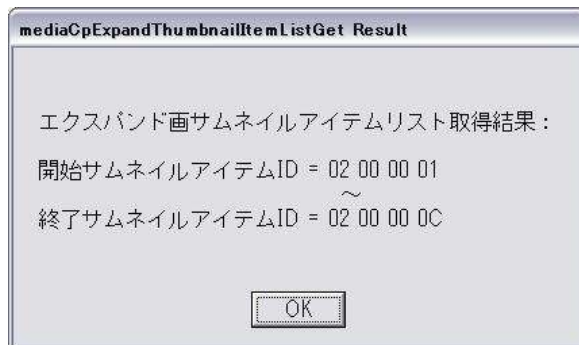 mediaCpExpandThumbnailItemListGet Result
エクスパンド画サムネイルアイテムリスト取得結果：
開始サムネイルアイテムID = 02 00 00 01
～
終了サムネイルアイテムID = 02 00 00 0C
OK